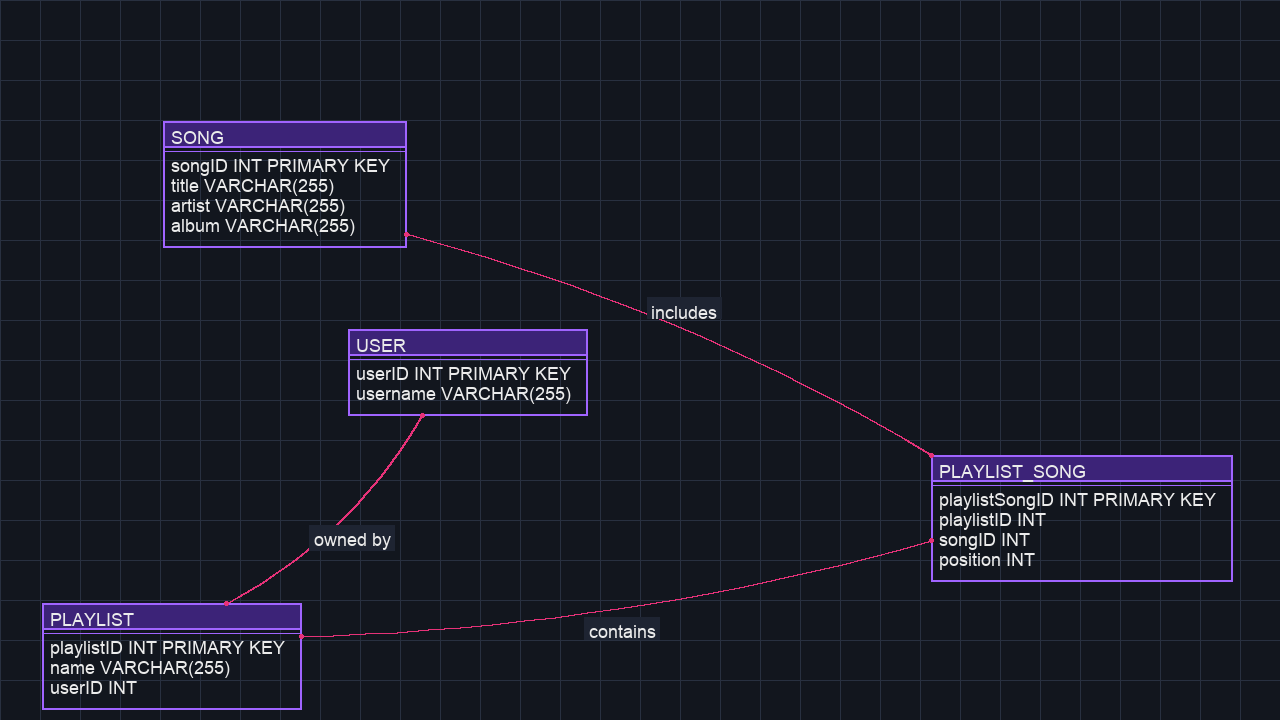 SONG
songID INT PRIMARY KEY
title VARCHAR(255)
artist VARCHAR(255)
album VARCHAR(255)
includes
USER
userID INT PRIMARY KEY
username VARCHAR(255)
PLAYLIST_SONG
playlistSongID INT PRIMARY KEY
playlistID INT
songID INT
position INT
owned by
PLAYLIST
playlistID INT PRIMARY KEY
name VARCHAR(255)
userID INT
contains